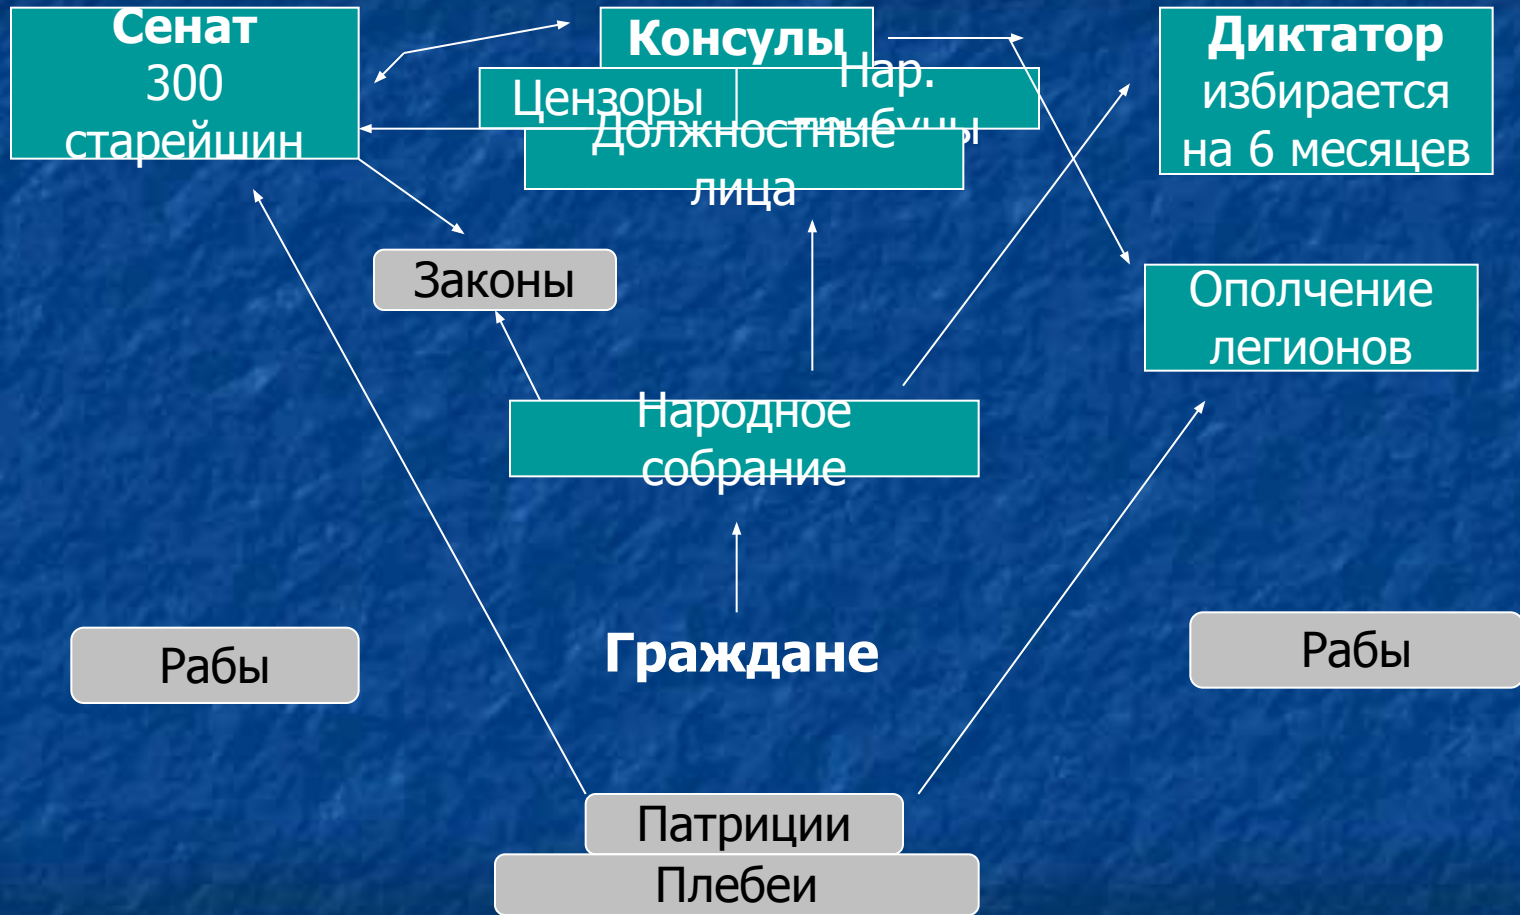 Сенат
300
старейшин
Консулы
Цензоры
Нар.
трибуны
Должностные
лица
Диктатор
избирается
на 6 месяцев
Законы
Ополчение
легионов
Народное
собрание
Граждане
Рабы
Рабы
Патриции
Плебеи